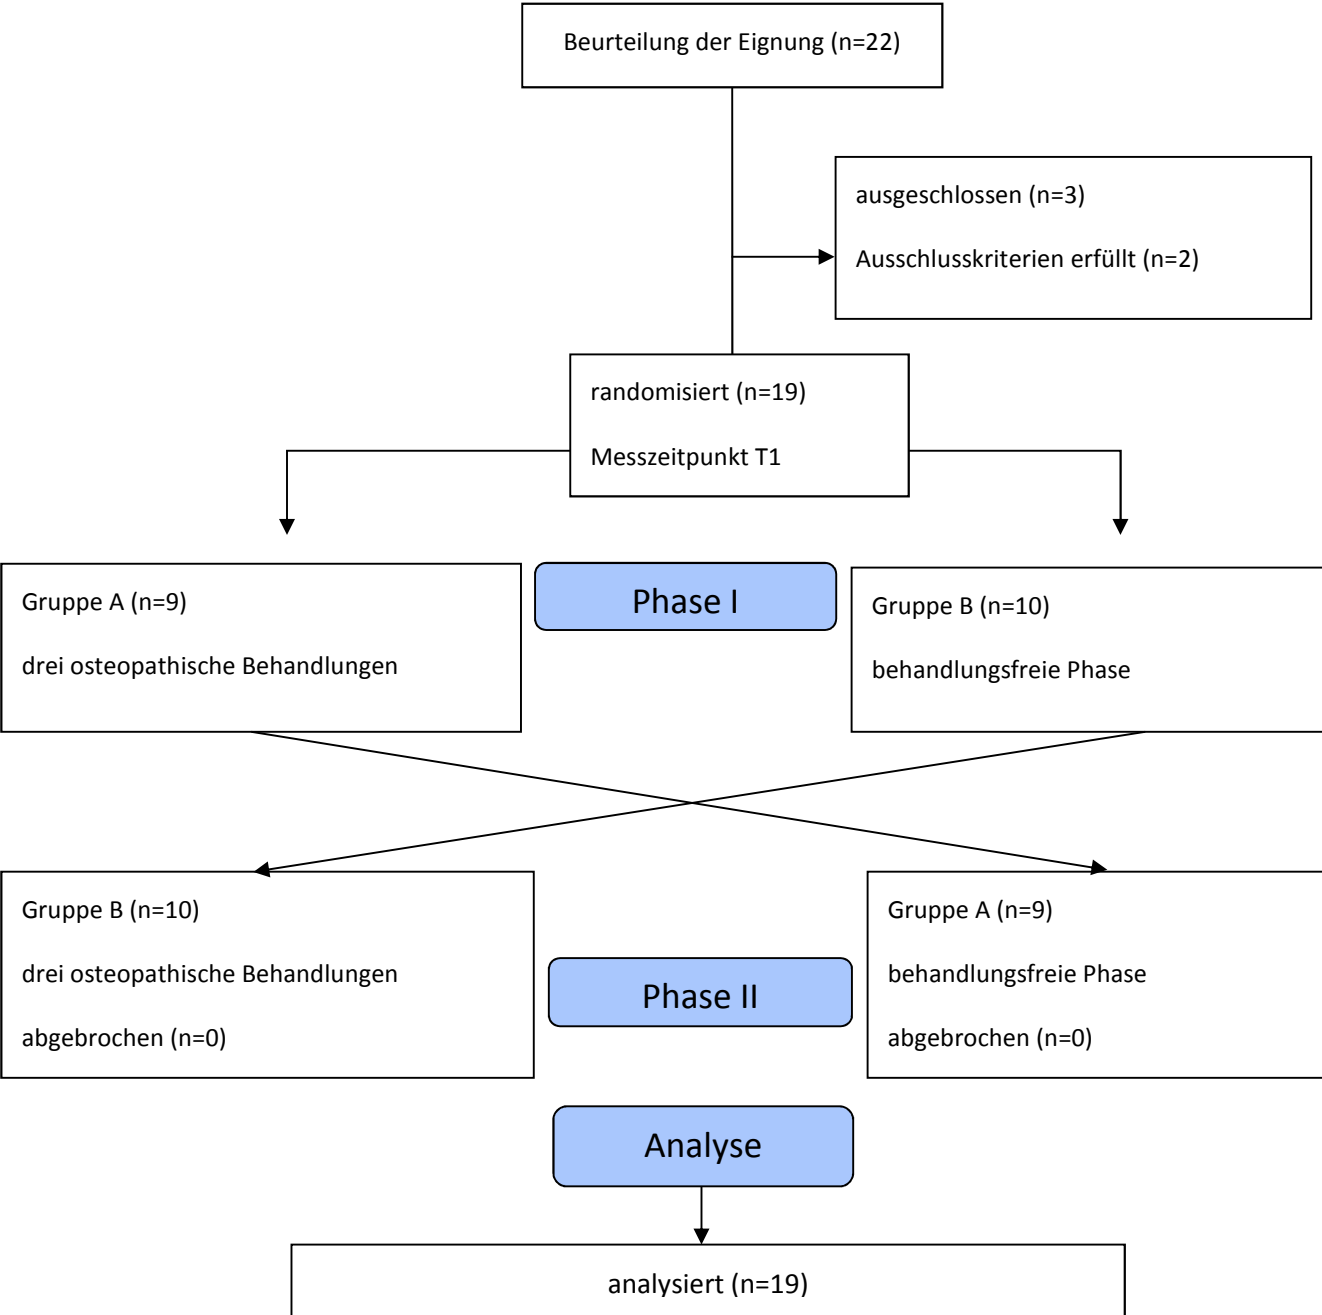 Beurteilung der Eignung (n=22)
ausgeschlossen (n=3)
Ausschlusskriterien erfüllt (n=2)
randomisiert (n=19)
Messzeitpunkt T1
Gruppe A (n=9)
drei osteopathische Behandlungen
Phase I
Gruppe B (n=10)
behandlungsfreie Phase
Gruppe B (n=10)
drei osteopathische Behandlungen
abgebrochen (n=0)
Phase II
Gruppe A (n=9)
behandlungsfreie Phase
abgebrochen (n=0)
Analyse
analysiert (n=19)